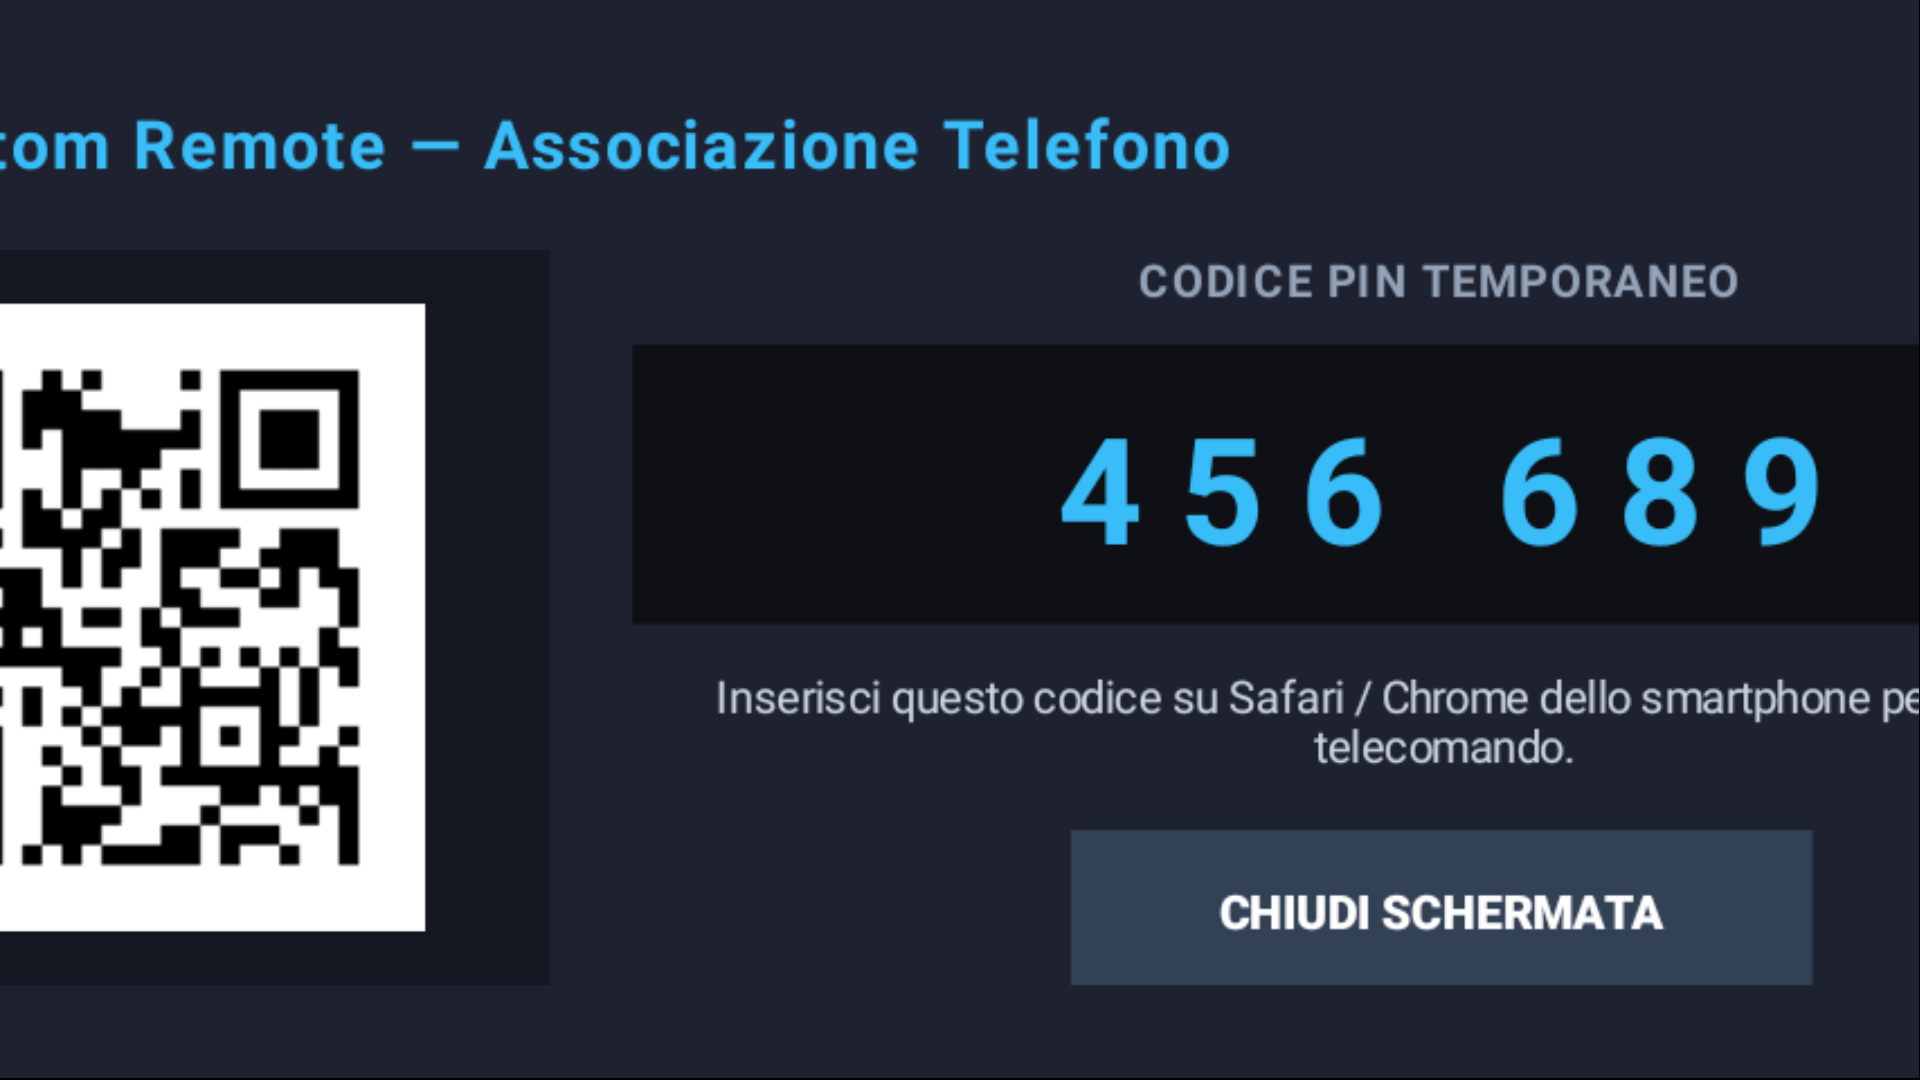 tom Remote — Associazione Telefono
CODICE PIN TEMPORANEO
456 689
Inserisci questo codice su Safari / Chrome dello smartphone pe
telecomando.
CHIUDI SCHERMATA